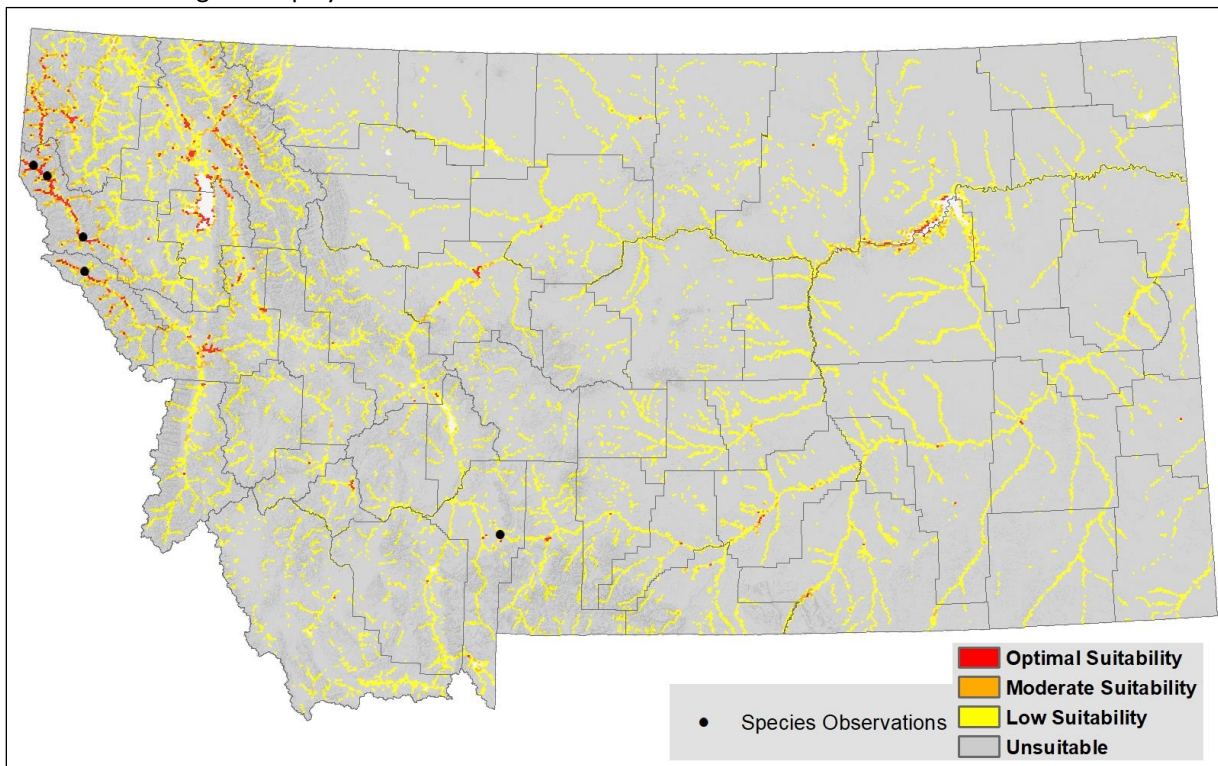 Optimal Suitability
Moderate Suitability
Species Observations
Low Suitability
Unsuitable